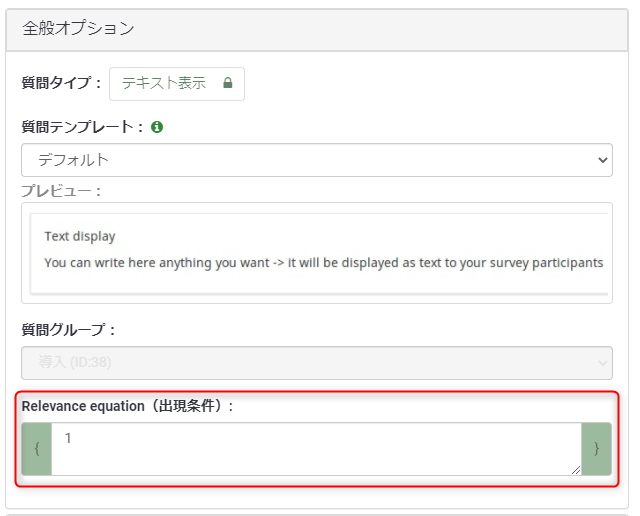 全般オプション
質問タイプ： テキスト表示
質問テンプレート：
デフォルト
プレビュー：
Text display
You can write here anything you want -> it will be displayed as text to your survey participants
質問グループ：
導入 (ID:38)
Relevance equation（出現条件）:
{ 1 }